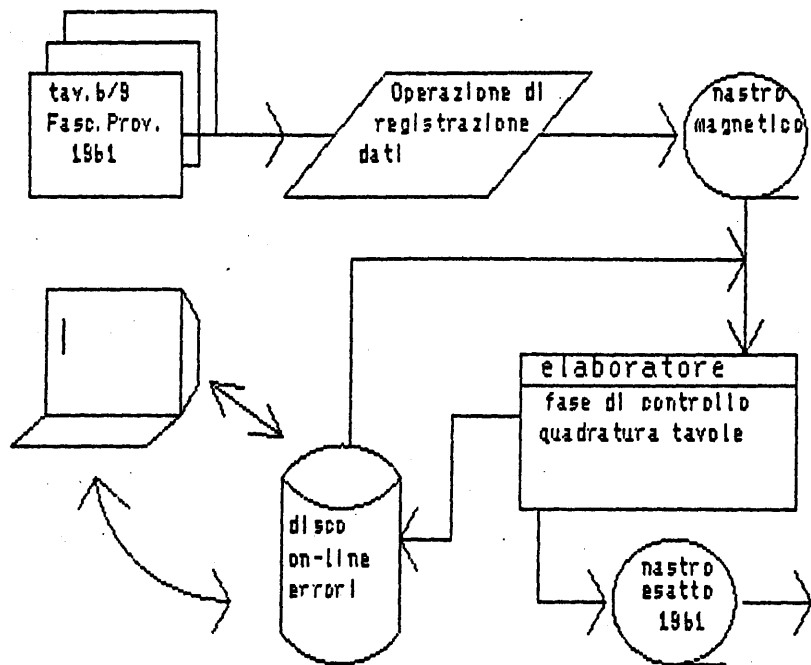 tav. 6/9
Fasc. Prov.
1961
Operazione di
registrazione
dati
nastro
magnetico
elaboratore
fase di controllo
quadratura tavole
disco
on-line
errori
nastro
esatto
1961